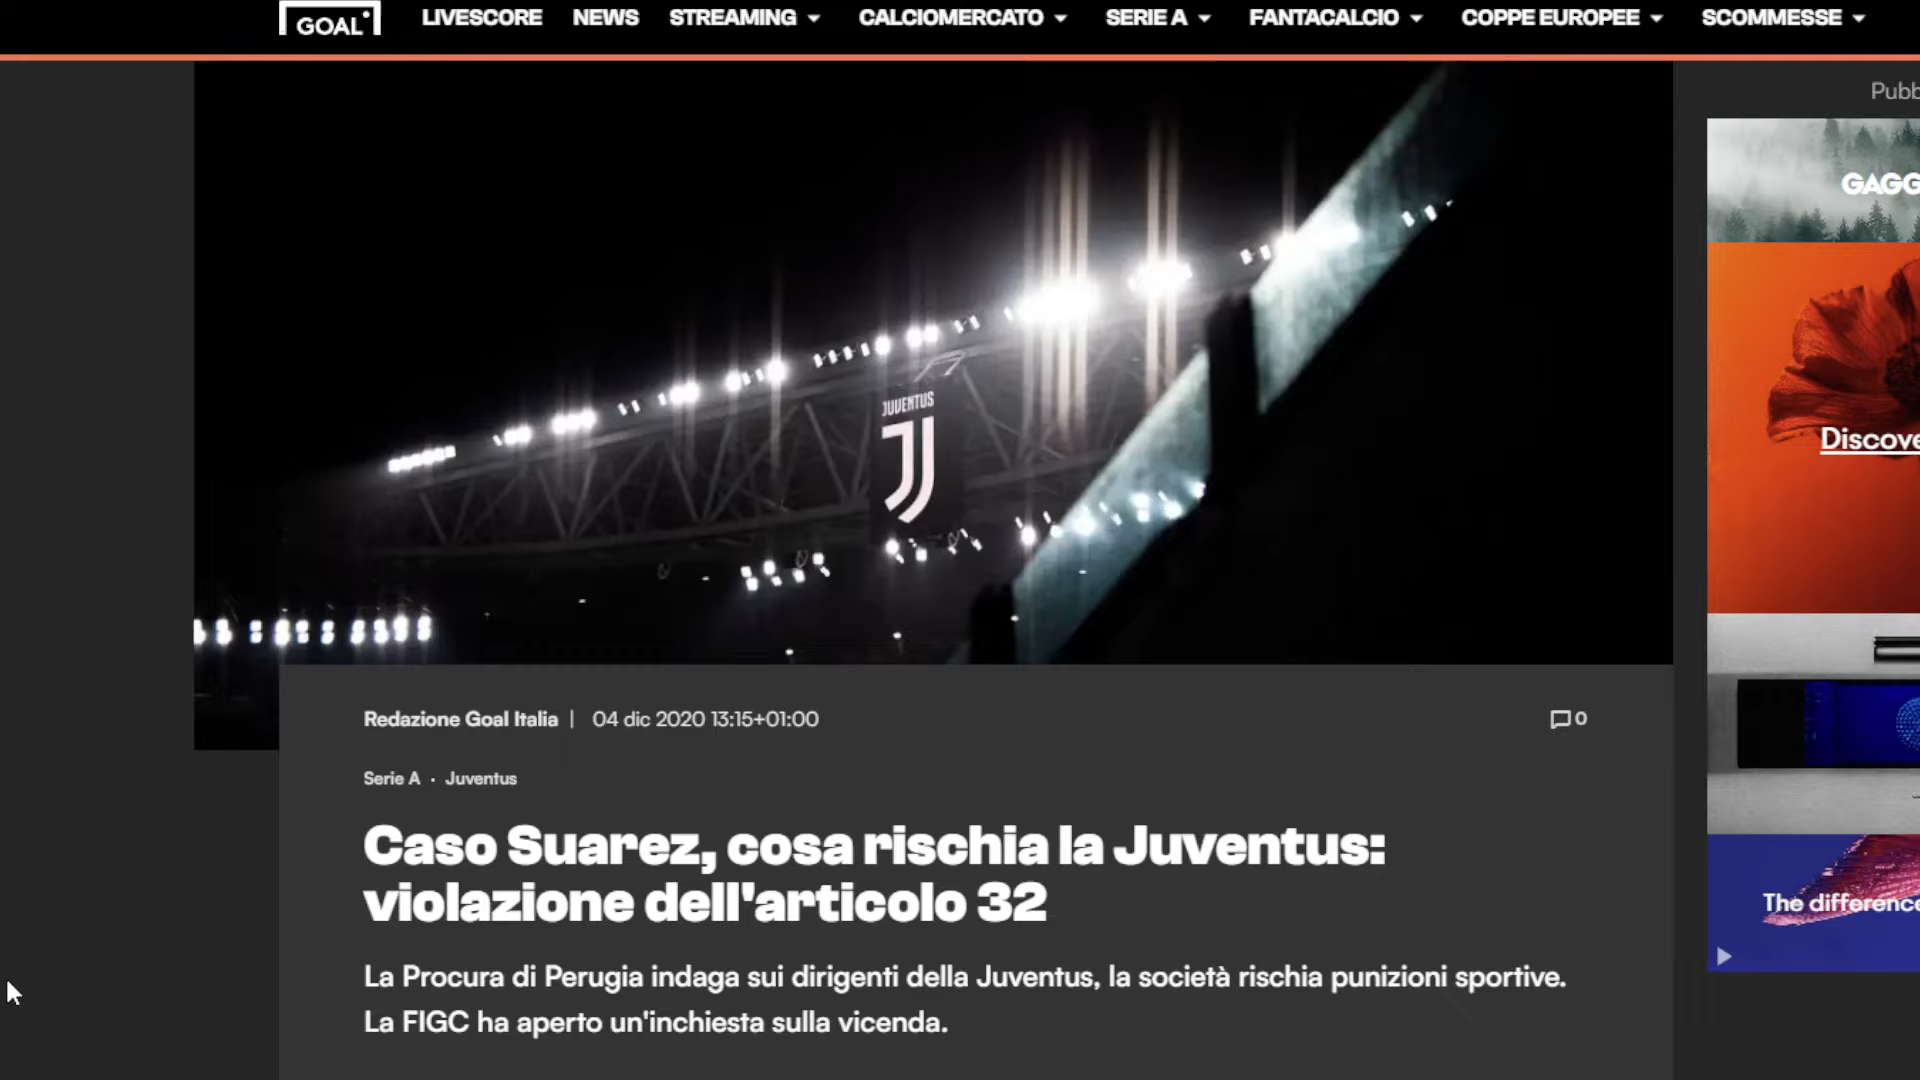 GOAL
LIVESCORE NEWS STREAMING CALCIOMERCATO SERIE A FANTACALCIO COPPE EUROPEE SCOMMESSE
JUVENTUS
Redazione Goal Italia | 04 dic 2020 13:15+01:00
0
Serie A · Juventus
Caso Suarez, cosa rischia la Juventus:
violazione dell'articolo 32
La Procura di Perugia indaga sui dirigenti della Juventus, la società rischia punizioni sportive.
La FIGC ha aperto un'inchiesta sulla vicenda.
The difference